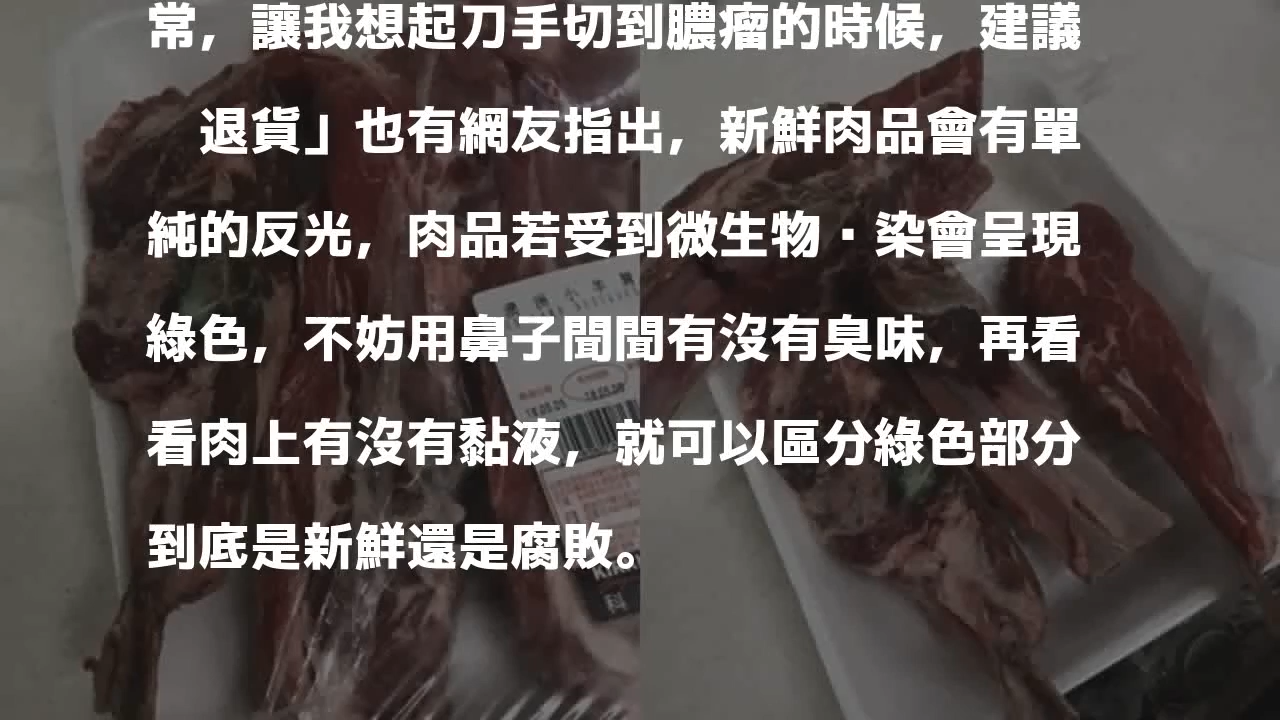 常，讓我想起刀手切到膿瘤的時候，建議
退貨」也有網友指出，新鮮肉品會有單
純的反光，肉品若受到微生物·染會呈現
綠色，不妨用鼻子聞聞有沒有臭味，再看
看肉上有沒有黏液，就可以區分綠色部分
到底是新鮮還是腐敗。
科